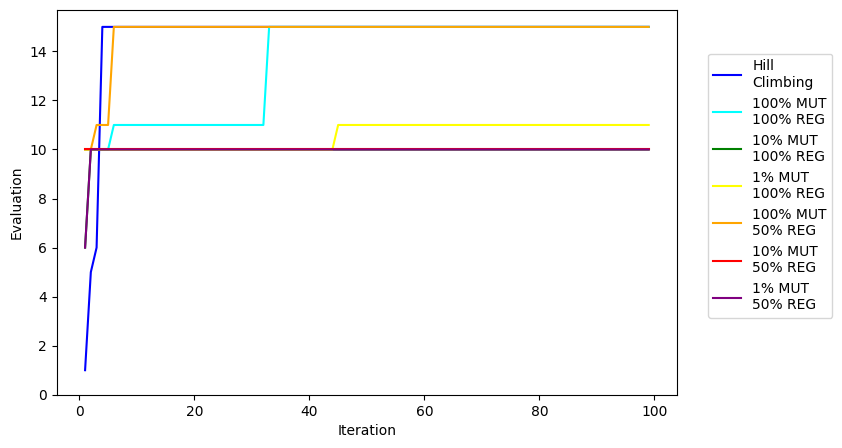 14
12
10
8
6
4
2
0
Evaluation
0 20 40 60 80 100
Iteration
Hill
Climbing
100% MUT
100% REG
10% MUT
100% REG
1% MUT
100% REG
100% MUT
50% REG
10% MUT
50% REG
1% MUT
50% REG